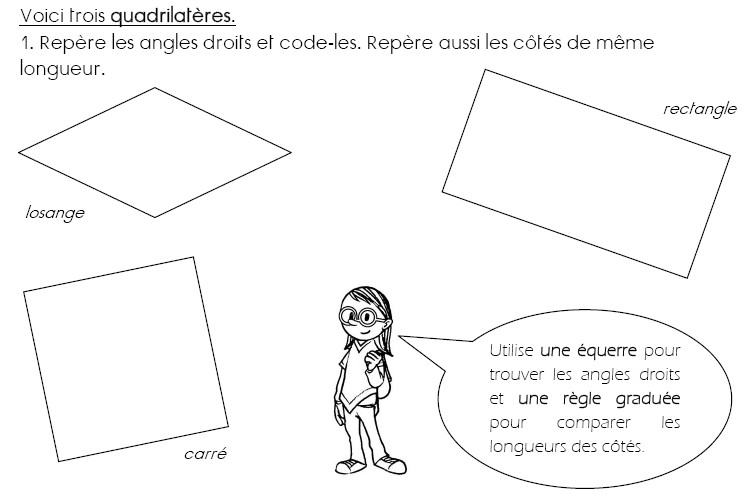 Voici trois quadrilatères.
1. Repère les angles droits et code-les. Repère aussi les côtés de même
longueur.
rectangle
losange
carré
Utilise une équerre pour
trouver les angles droits
et une règle graduée
pour comparer les
longueurs des côtés.